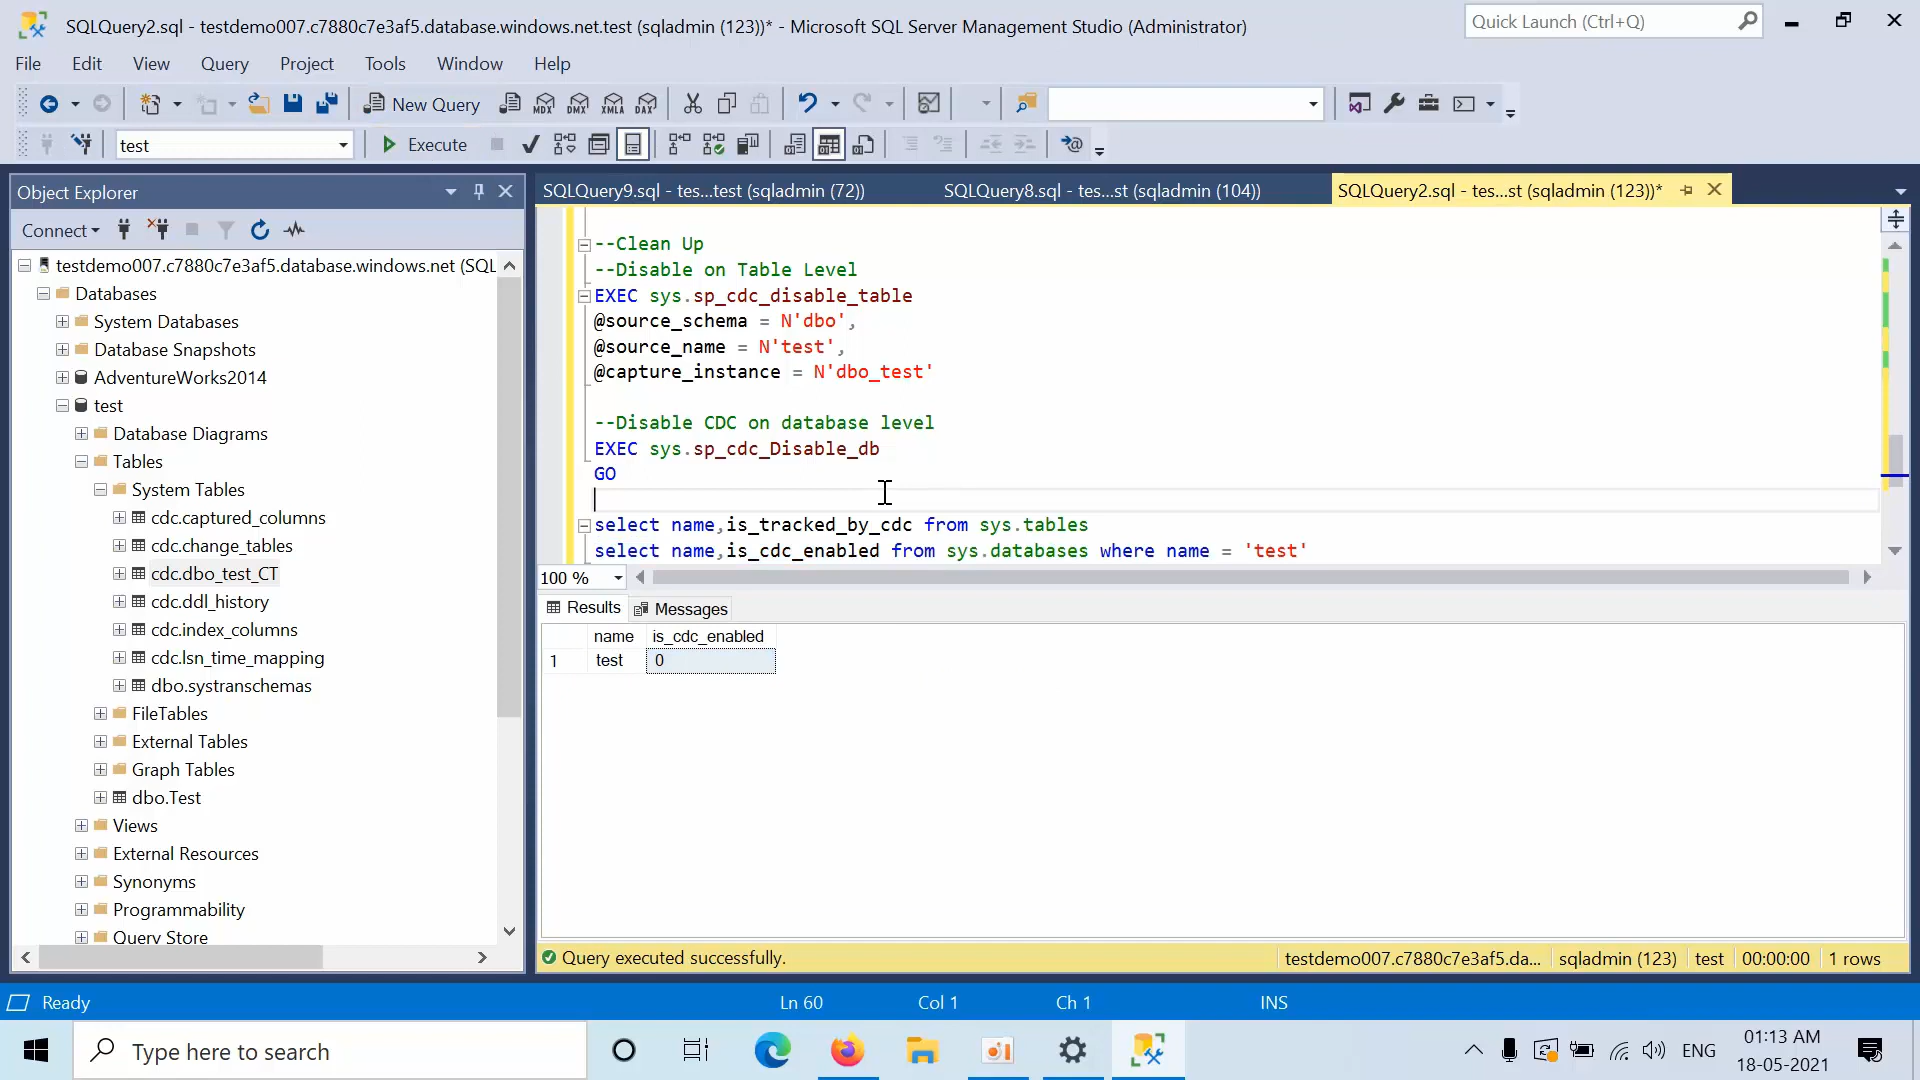 SQLQuery2.sql - testdemo007.c7880c7e3af5.database.windows.net.test (sqladmin (123))* - Microsoft SQL Server Management Studio (Administrator)
Quick Launch (Ctrl+Q)
File Edit View Query Project Tools Window Help
New Query MDX DMX XMLA DAX
test
Execute
Object Explorer
SQLQuery9.sql - tes...test (sqladmin (72))
SQLQuery8.sql - tes...st (sqladmin (104))
SQLQuery2.sql - tes...st (sqladmin (123))*
Connect
testdemo007.c7880c7e3af5.database.windows.net (SQL
Databases
System Databases
Database Snapshots
AdventureWorks2014
test
Database Diagrams
Tables
System Tables
cdc.captured_columns
cdc.change_tables
cdc.dbo_test_CT
cdc.ddl_history
cdc.index_columns
cdc.lsn_time_mapping
dbo.systranschemas
FileTables
External Tables
Graph Tables
dbo.Test
Views
External Resources
Synonyms
Programmability
Query Store
--Clean Up
--Disable on Table Level
EXEC sys.sp_cdc_disable_table
@source_schema = N'dbo',
@source_name = N'test',
@capture_instance = N'dbo_test'
--Disable CDC on database level
EXEC sys.sp_cdc_Disable_db
GO
select name,is_tracked_by_cdc from sys.tables
select name,is_cdc_enabled from sys.databases where name = 'test'
100 %
Results Messages
name is_cdc_enabled
1 test 0
Query executed successfully.
testdemo007.c7880c7e3af5.da... sqladmin (123) test 00:00:00 1 rows
Ready Ln 60 Col 1 Ch 1 INS
Type here to search
ENG
01:13 AM
18-05-2021